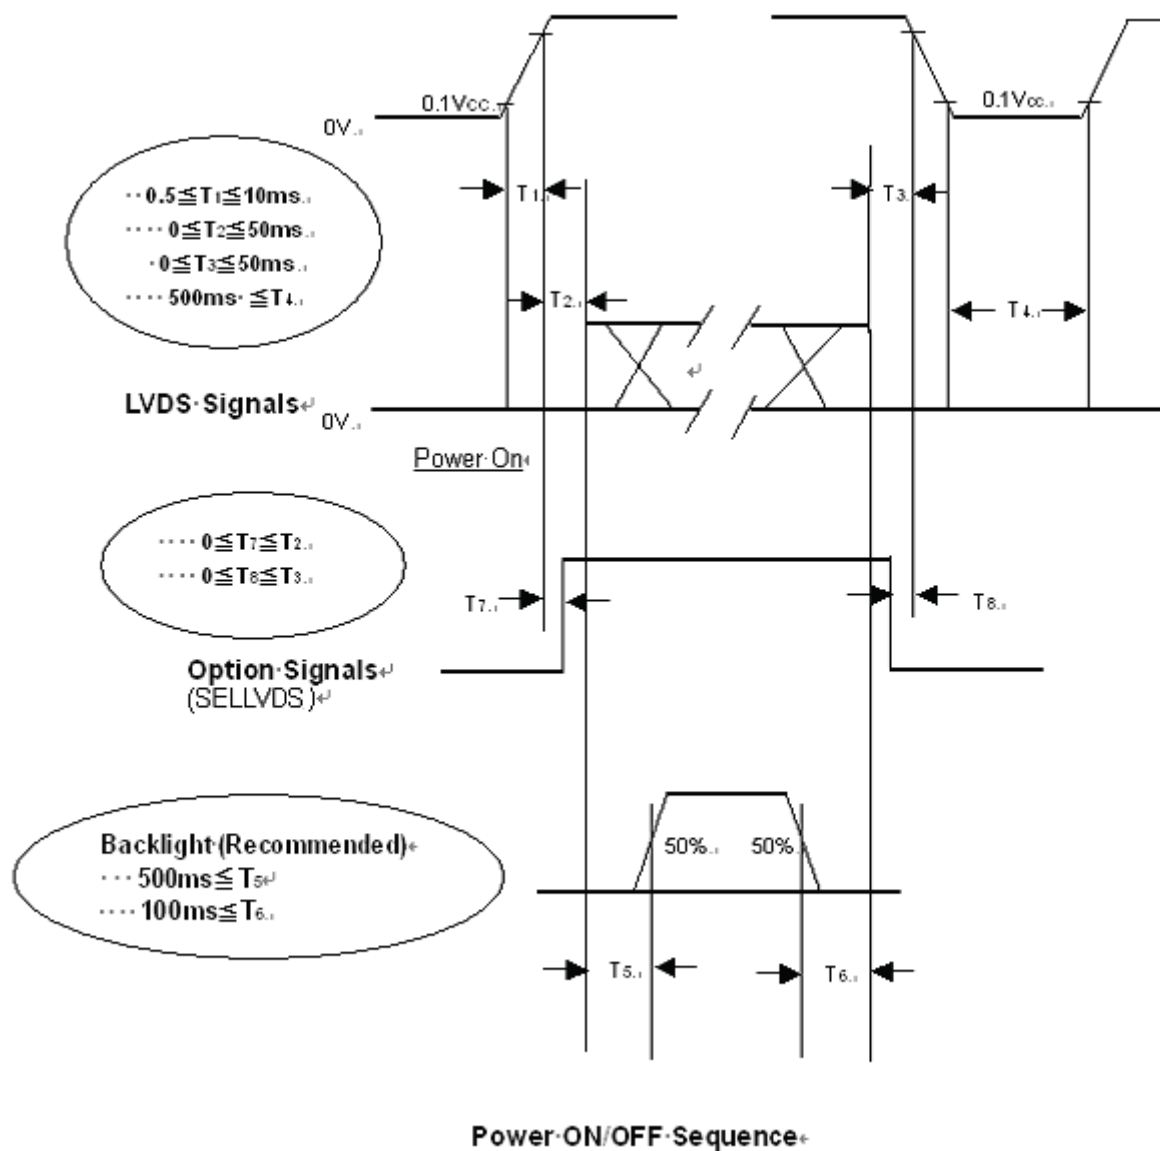 0.1Vcc
0.1Vcc
0V
0.5≦T1≦10ms
0≦T2≦50ms
0≦T3≦50ms
500ms ≦T4
T1
T3
T2
T4
LVDS Signals
0V
Power On
0≦T7≦T2
0≦T8≦T3
T7
T8
Option Signals
(SELLVDS)
Backlight (Recommended)
500ms≦T5
100ms≦T6
50% 50%
T5 T6
Power ON/OFF Sequence